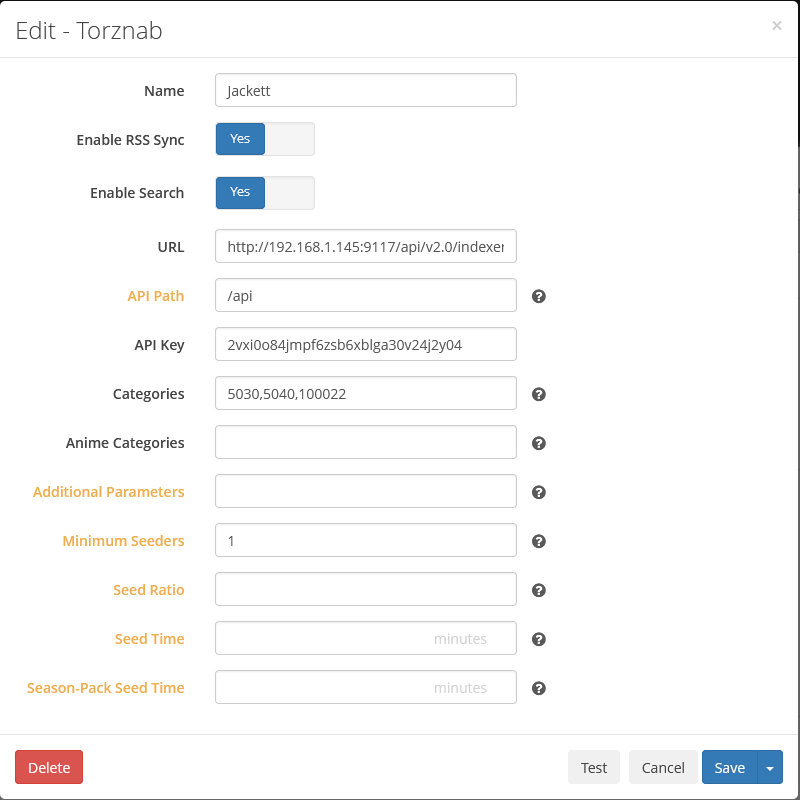 Edit - Torznab
×
Name
Jackett
Enable RSS Sync
Yes
Enable Search
Yes
URL
http://192.168.1.145:9117/api/v2.0/indexer
API Path
/api
API Key
2vxi0o84jmpf6zsb6xblga30v24j2y04
Categories
5030,5040,100022
Anime Categories
Additional Parameters
Minimum Seeders
1
Seed Ratio
Seed Time
minutes
Season-Pack Seed Time
minutes
Delete
Test
Cancel
Save